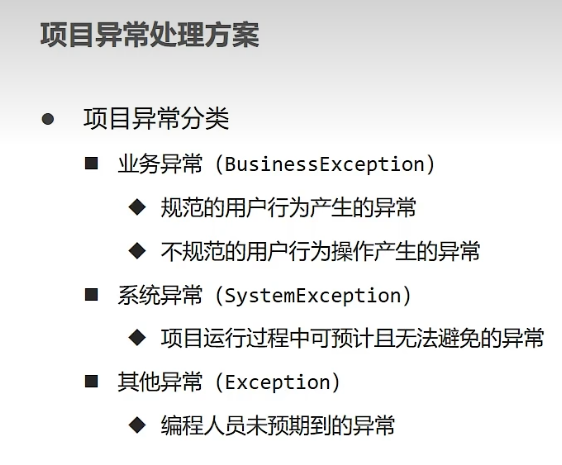 项目异常处理方案
项目异常分类
业务异常（BusinessException）
规范的用户行为产生的异常
不规范的用户行为操作产生的异常
系统异常（SystemException）
项目运行过程中可预计且无法避免的异常
其他异常（Exception）
编程人员未预期到的异常